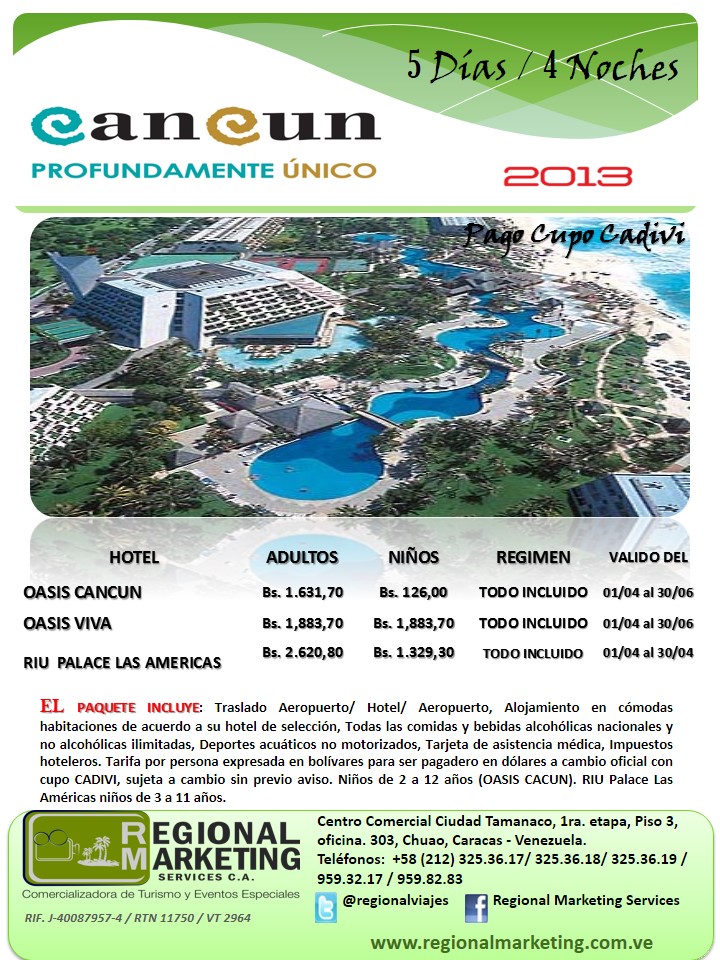 5 Días / 4 Noches
cancun
PROFUNDAMENTE ÚNICO
2013
Pago Cupo Cadivi
HOTEL ADULTOS NIÑOS REGIMEN VALIDO DEL
OASIS CANCUN Bs. 1.631,70 Bs. 126,00 TODO INCLUIDO 01/04 al 30/06
OASIS VIVA Bs. 1,883,70 Bs. 1,883,70 TODO INCLUIDO 01/04 al 30/06
RIU PALACE LAS AMERICAS Bs. 2.620,80 Bs. 1.329,30 TODO INCLUIDO 01/04 al 30/04
EL PAQUETE INCLUYE: Traslado Aeropuerto/ Hotel/ Aeropuerto, Alojamiento en cómodas
habitaciones de acuerdo a su hotel de selección, Todas las comidas y bebidas alcohólicas nacionales y
no alcohólicas ilimitadas, Deportes acuáticos no motorizados, Tarjeta de asistencia médica, Impuestos
hoteleros. Tarifa por persona expresada en bolívares para ser pagadero en dólares a cambio oficial con
cupo CADIVI, sujeta a cambio sin previo aviso. Niños de 2 a 12 años (OASIS CACUN). RIU Palace Las
Américas niños de 3 a 11 años.
REGIONAL
MARKETING
SERVICES C.A.
Comercializadora de Turismo y Eventos Especiales
RIF. J-40087957-4 / RTN 11750 / VT 2964
Centro Comercial Ciudad Tamanaco, 1ra. etapa, Piso 3,
oficina. 303, Chuao, Caracas - Venezuela.
Teléfonos: +58 (212) 325.36.17/ 325.36.18/ 325.36.19 /
959.32.17 / 959.82.83
@regionalviajes Regional Marketing Services
www.regionalmarketing.com.ve